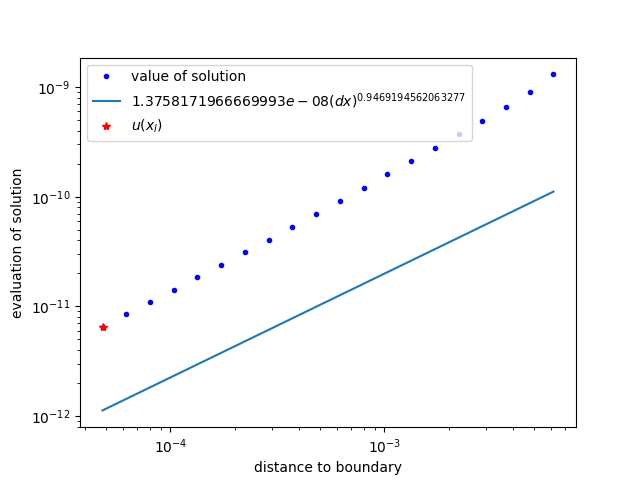 value of solution
1.3758171966669993e − 08(dx)^0.9469194562063277
u(x_l)
10^−9
10^−10
10^−11
10^−12
evaluation of solution
10^−4
10^−3
distance to boundary